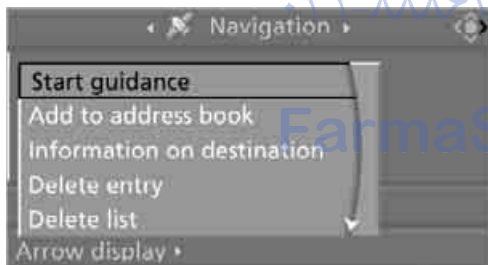 Navigation
Start guidance
Add to address book
Information on destination
Delete entry
Delete list
Arrow display